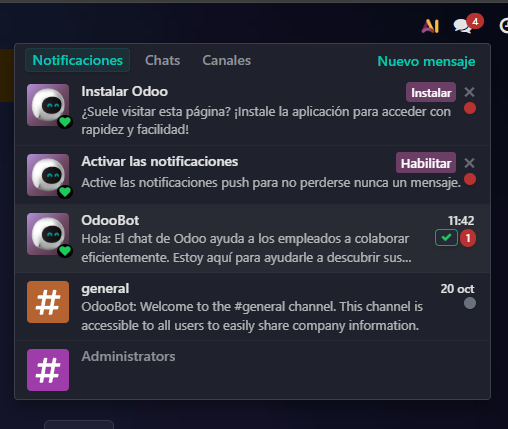 AI
4
Notificaciones Chats Canales Nuevo mensaje
Instalar Odoo Instalar
¿Suele visitar esta página? ¡Instale la aplicación para acceder con
rapidez y facilidad!
Activar las notificaciones Habilitar
Active las notificaciones push para no perderse nunca un mensaje.
OdooBot 11:42
Hola: El chat de Odoo ayuda a los empleados a colaborar 1
eficientemente. Estoy aquí para ayudarle a descubrir sus...
general 20 oct
OdooBot: Welcome to the #general channel. This channel is
accessible to all users to easily share company information.
Administrators